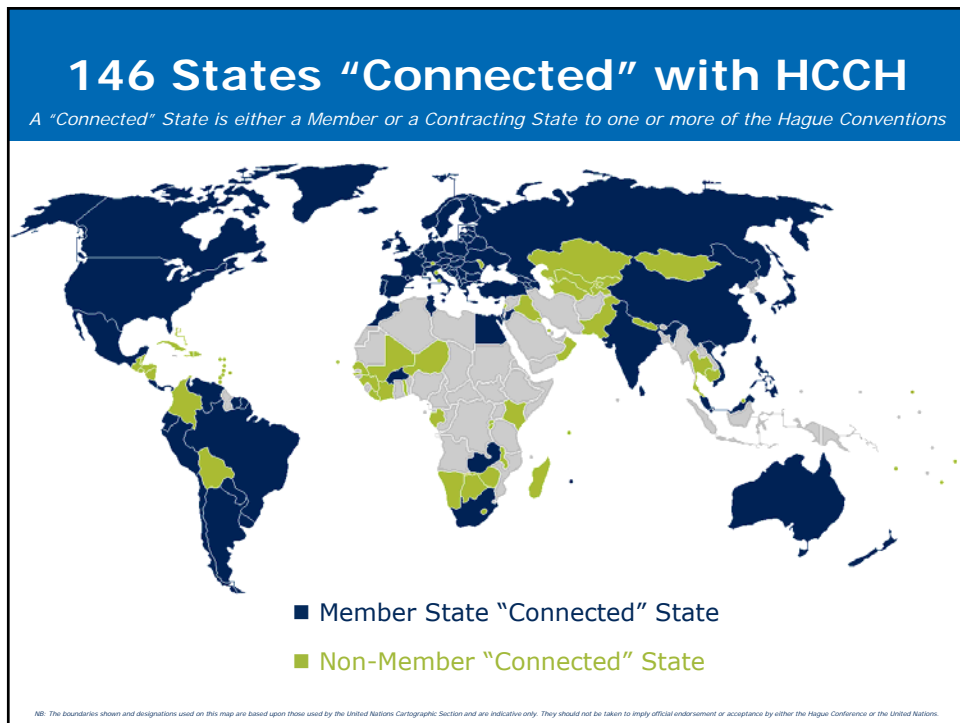 146 States “Connected” with HCCH
A “Connected” State is either a Member or a Contracting State to one or more of the Hague Conventions
Member State “Connected” State
Non-Member “Connected” State
NB: The boundaries shown and designations used on this map are based upon those used by the United Nations Cartographic Section and are indicative only. They should not be taken to imply official endorsement or acceptance by either the Hague Conference or the United Nations.